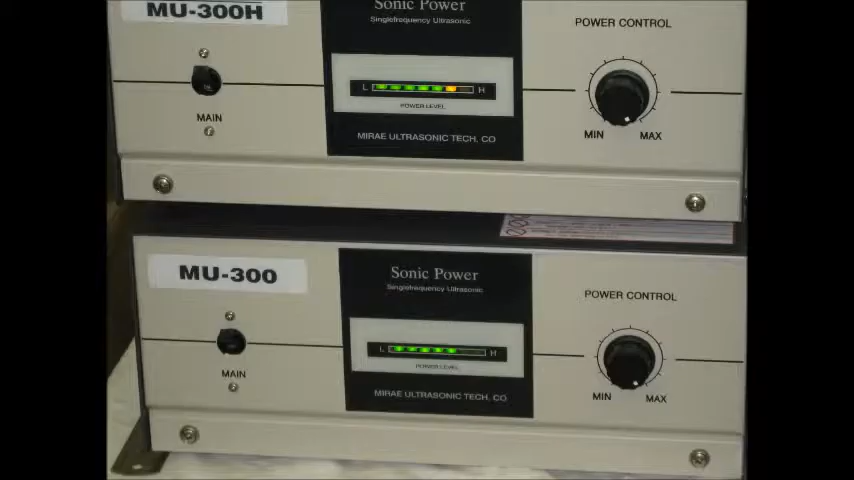 MU-300H
Sonic Power
Singlefrequency Ultrasonic
POWER CONTROL
L H
POWER LEVEL
MAIN
MIRAE ULTRASONIC TECH. CO
MIN MAX
MU-300
Sonic Power
Singlefrequency Ultrasonic
POWER CONTROL
L H
POWER LEVEL
MAIN
MIRAE ULTRASONIC TECH. CO
MIN MAX